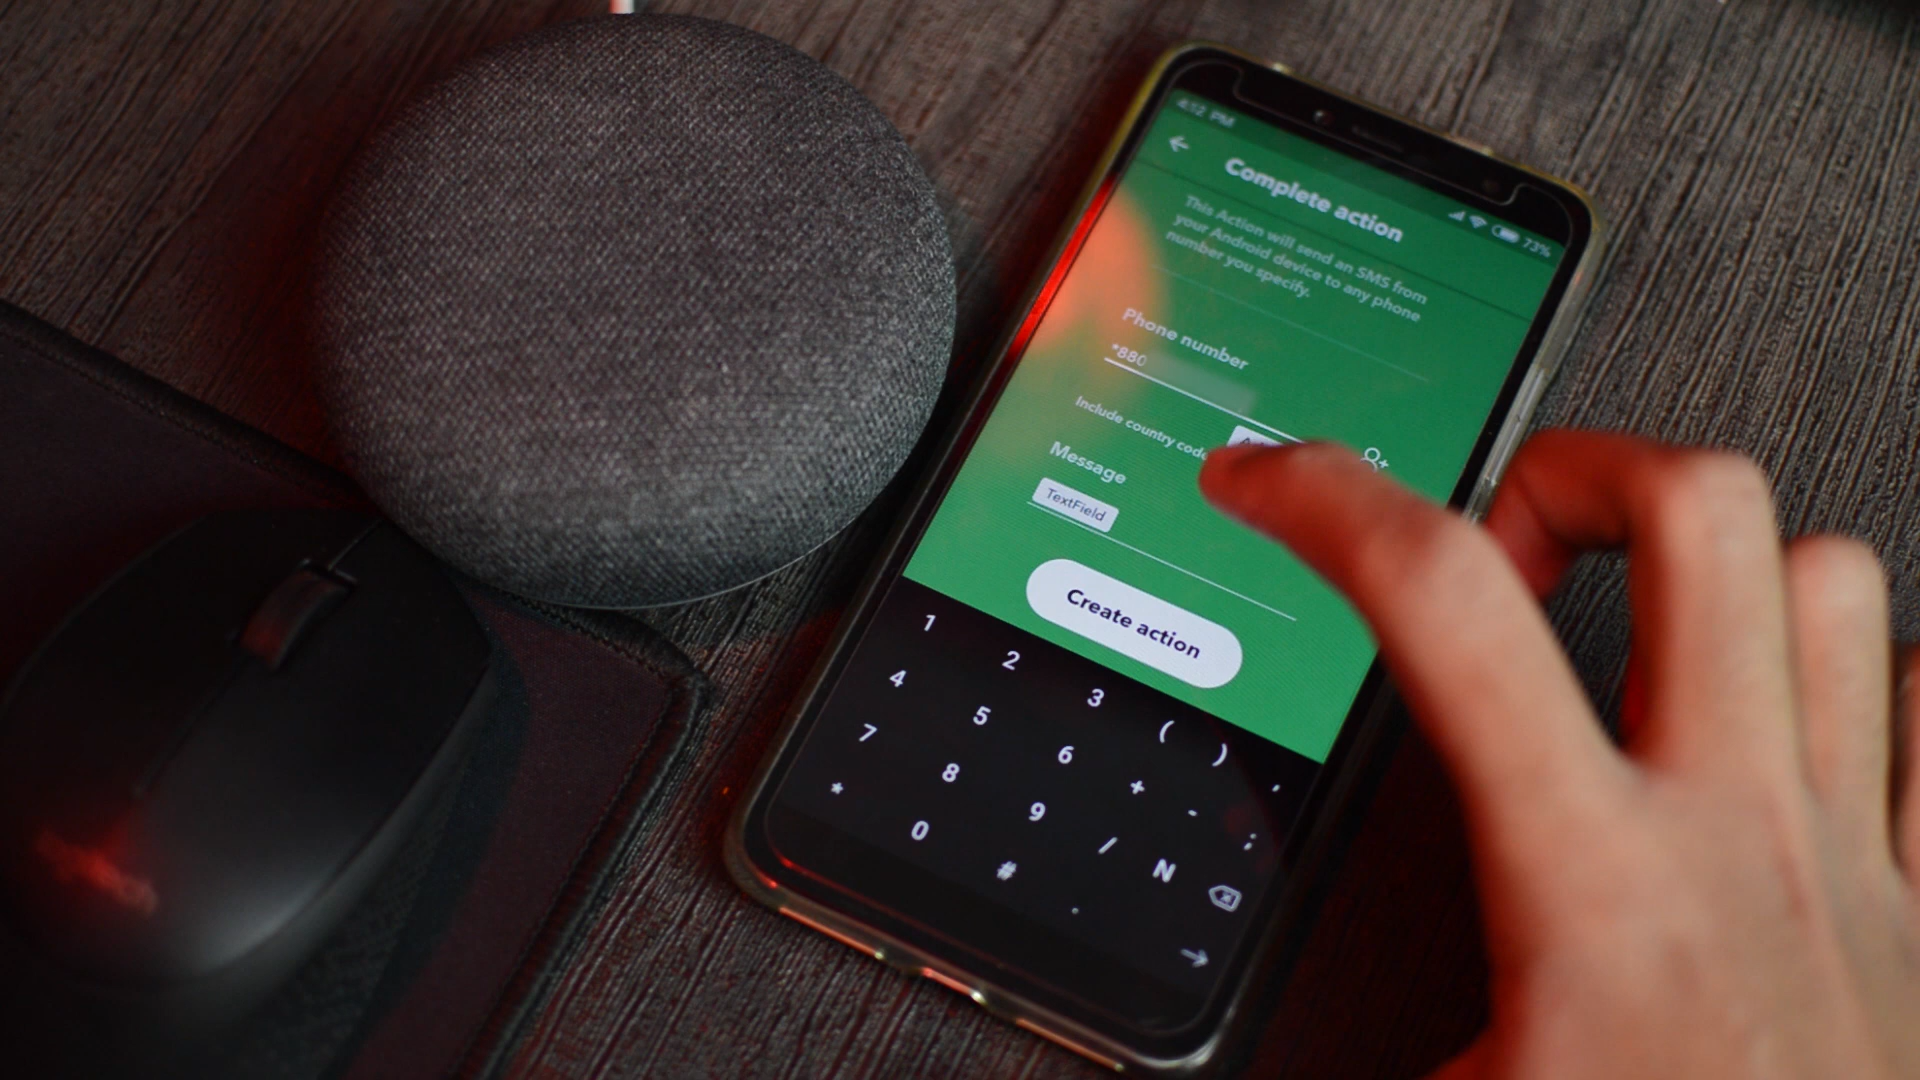 4:12 PM
73%
Complete action
This Action will send an SMS from
your Android device to any phone
number you specify.
Phone number
*880
Include country code
Message
TextField
Create action
1 2 3 ( ) ,
4 5 6 + - ;
7 8 9 / N
* 0 # .